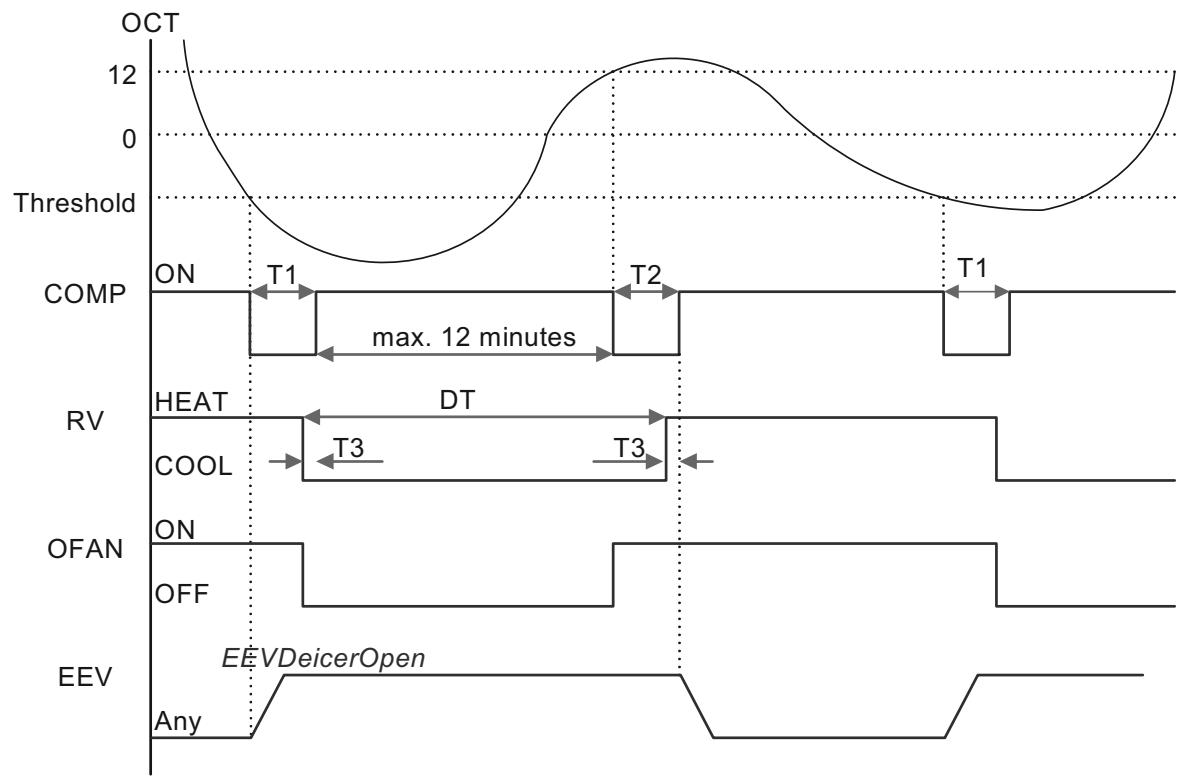 OCT
12
0
Threshold
COMP
ON
T1
T2
T1
max. 12 minutes
RV
HEAT
DT
COOL
T3
T3
OFAN
ON
OFF
EEV
EEVDeicerOpen
Any